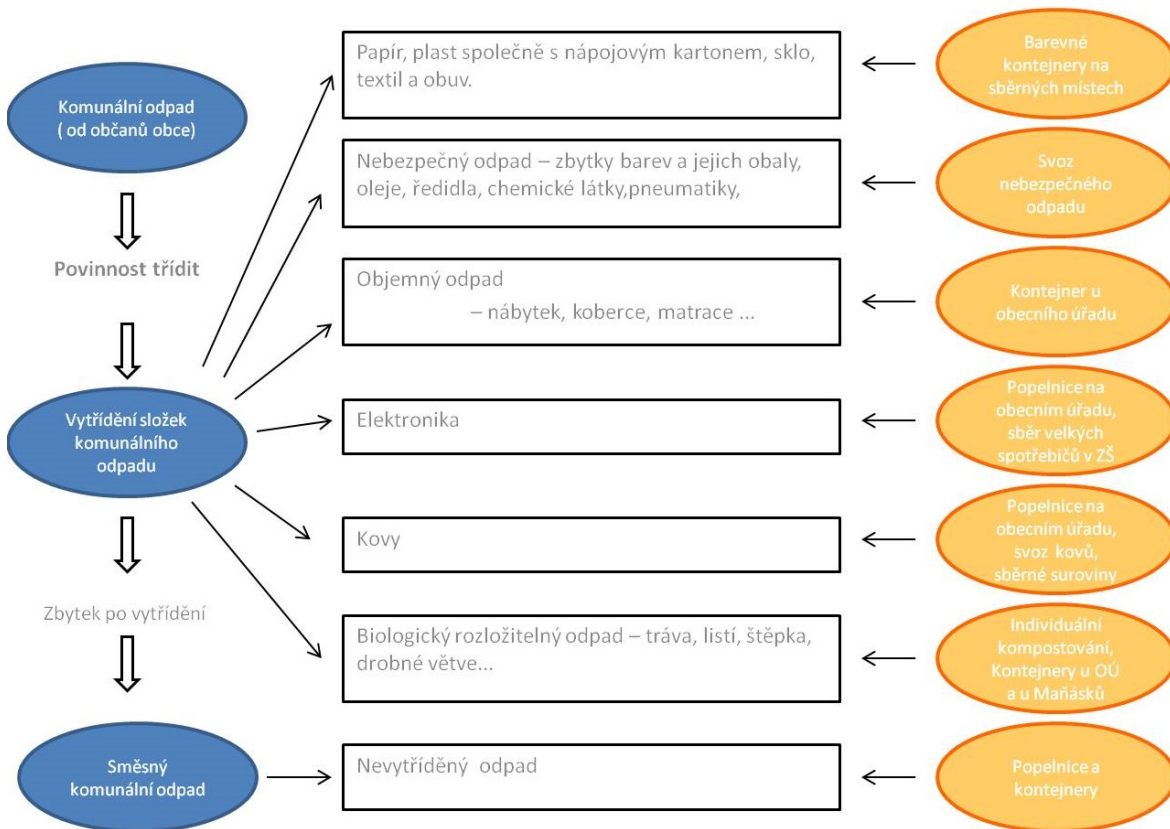 Komunální odpad
( od občanů obce)
Povinnost třídit
Vytřídění složek
komunálního
odpadu
Zbytek po vytřídění
Směsný
komunální odpad
Papír, plast společně s nápojovým kartonem, sklo,
textil a obuv.
Nebezpečný odpad – zbytky barev a jejich obaly,
oleje, ředidla, chemické látky,pneumatiky,
Objemný odpad
– nábytek, koberce, matrace ...
Elektronika
Kovy
Biologický rozložitelný odpad – tráva, listí, štěpka,
drobné větve...
Nevytříděný odpad
Barevné
kontejnery na
sběrných místech
Svoz
nebezpečného
odpadu
Kontejner u
obecního úřadu
Popelnice na
obecním úřadu,
sběr velkých
spotřebičů v ZŠ
Popelnice na
obecním úřadu,
svoz kovů,
sběrné suroviny
Individuální
kompostování,
Kontejnery u OÚ
a u Maňásků
Popelnice a
kontejnery